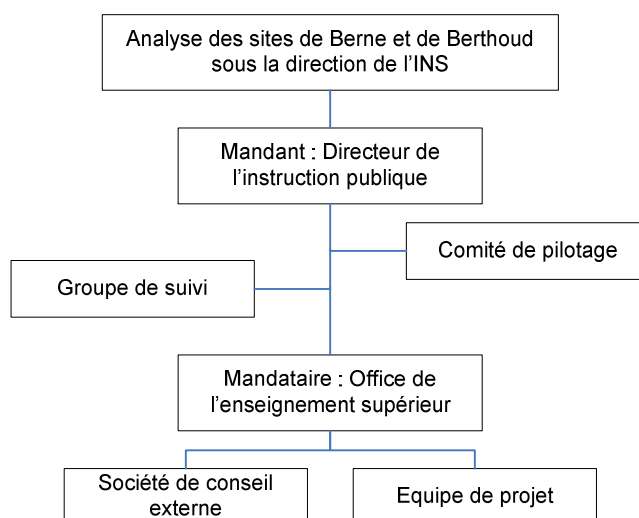 Analyse des sites de Berne et de Berthoud
sous la direction de l'INS
Mandant : Directeur de
l'instruction publique
Comité de pilotage
Groupe de suivi
Mandataire : Office de
l'enseignement supérieur
Société de conseil
externe
Equipe de projet